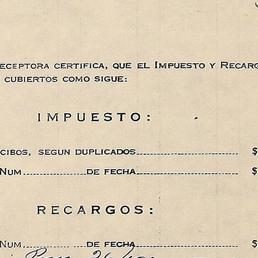 ECEPTORA CERTIFICA, QUE EL IMPUESTO Y RECARG
CUBIERTOS COMO SIGUE:
IMPUESTO:
CIBOS, SEGUN DUPLICADOS $
NUM. DE FECHA $
RECARGOS:
NUM. DE FECHA $